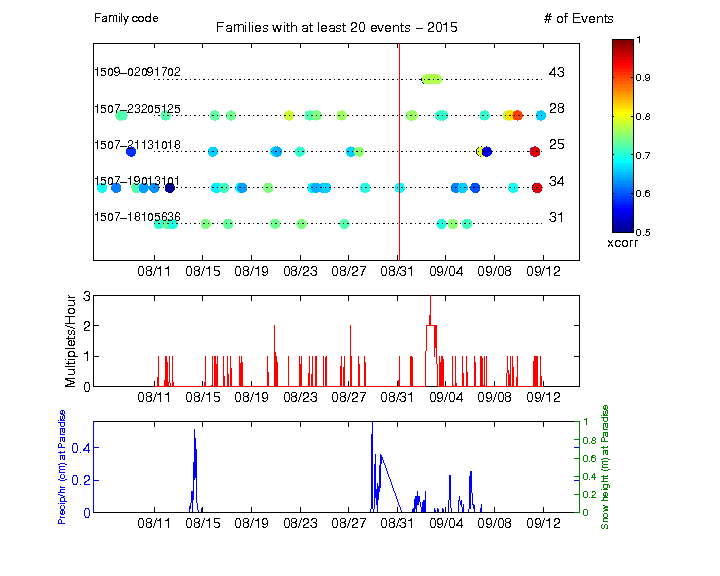 Family code
Families with at least 20 events – 2015
# of Events
1509–02091702
43
1507–23205125
28
1507–21131018
25
1507–19013101
34
1507–18105636
31
08/11 08/15 08/19 08/23 08/27 08/31 09/04 09/08 09/12
1
0.9
0.8
0.7
0.6
0.5
xcorr
Multiplets/Hour
3
2
1
0
08/11 08/15 08/19 08/23 08/27 08/31 09/04 09/08 09/12
Precip/hr (cm) at Paradise
0.4
0.2
0
1
0.8
0.6
0.4
0.2
0
Snow height (m) at Paradise
08/11 08/15 08/19 08/23 08/27 08/31 09/04 09/08 09/12